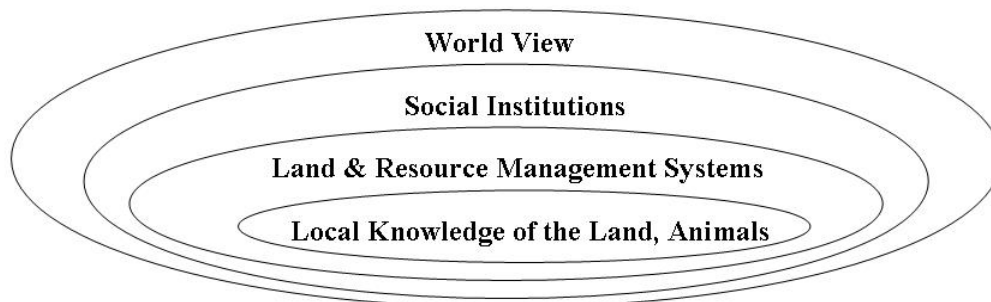 World View
Social Institutions
Land & Resource Management Systems
Local Knowledge of the Land, Animals